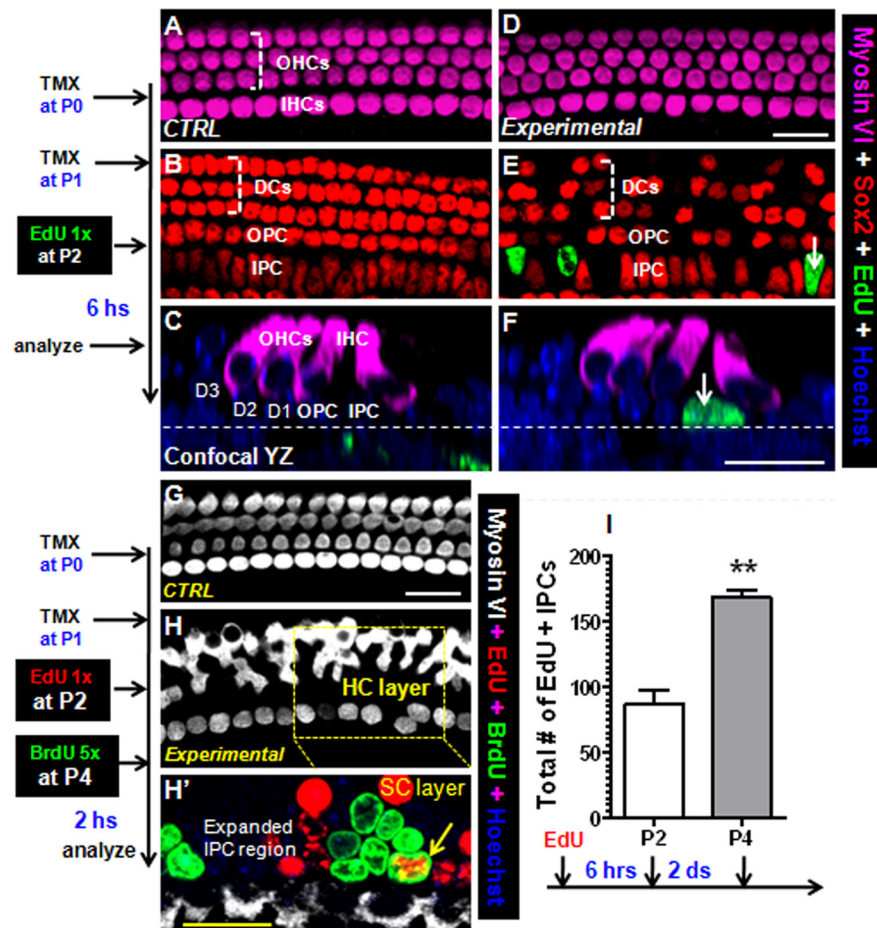 A
OHCs
IHCs
CTRL
D
Experimental
TMX
at P0
TMX
at P1
EdU 1x
at P2
6 hs
analyze
B
DCs
OPC
IPC
E
DCs
OPC
IPC
C
OHCs
IHC
D3
D2
D1
OPC
IPC
Confocal YZ
F
Myosin VI + Sox2 + EdU + Hoechst
G
CTRL
TMX
at P0
TMX
at P1
EdU 1x
at P2
BrdU 5x
at P4
2 hs
analyze
H
HC layer
Experimental
H'
SC layer
Expanded
IPC region
Myosin VI + EdU + BrdU + Hoechst
I
Total # of EdU + IPCs
200
150
100
50
0
**
EdU
P2
P4
6 hrs
2 ds